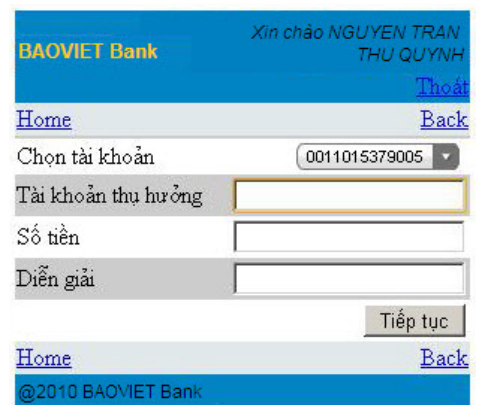 BAOVIET Bank
Xin chào NGUYEN TRAN
THU QUYNH
Thoát
Home Back
Chọn tài khoản 0011015379005
Tài khoản thụ hưởng
Số tiền
Diễn giải
Tiếp tục
Home Back
@2010 BAOVIET Bank